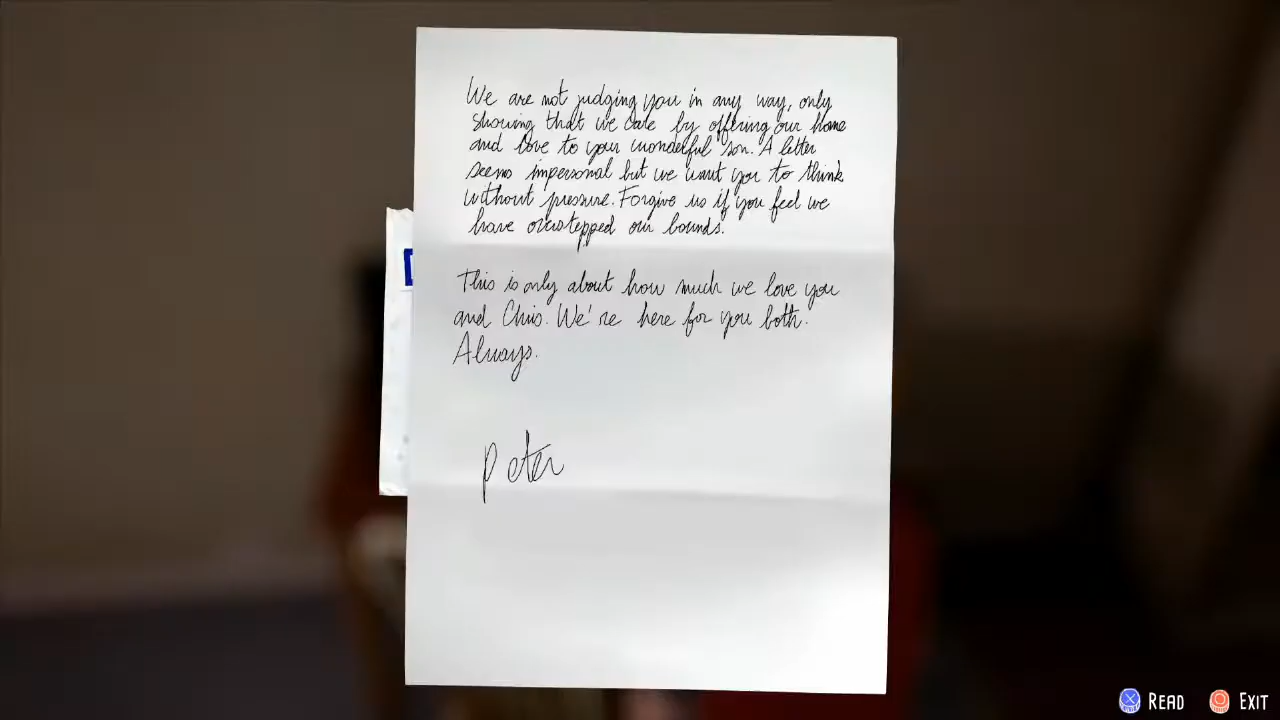 We are not judging you in any way, only
showing that we care by offering our home
and love to your wonderful son. A letter
seems impersonal but we want you to think
without pressure. Forgive us if you feel we
have overstepped our bounds.
This is only about how much we love you
and Chris. We're here for you both.
Always.
Peter
READ
EXIT